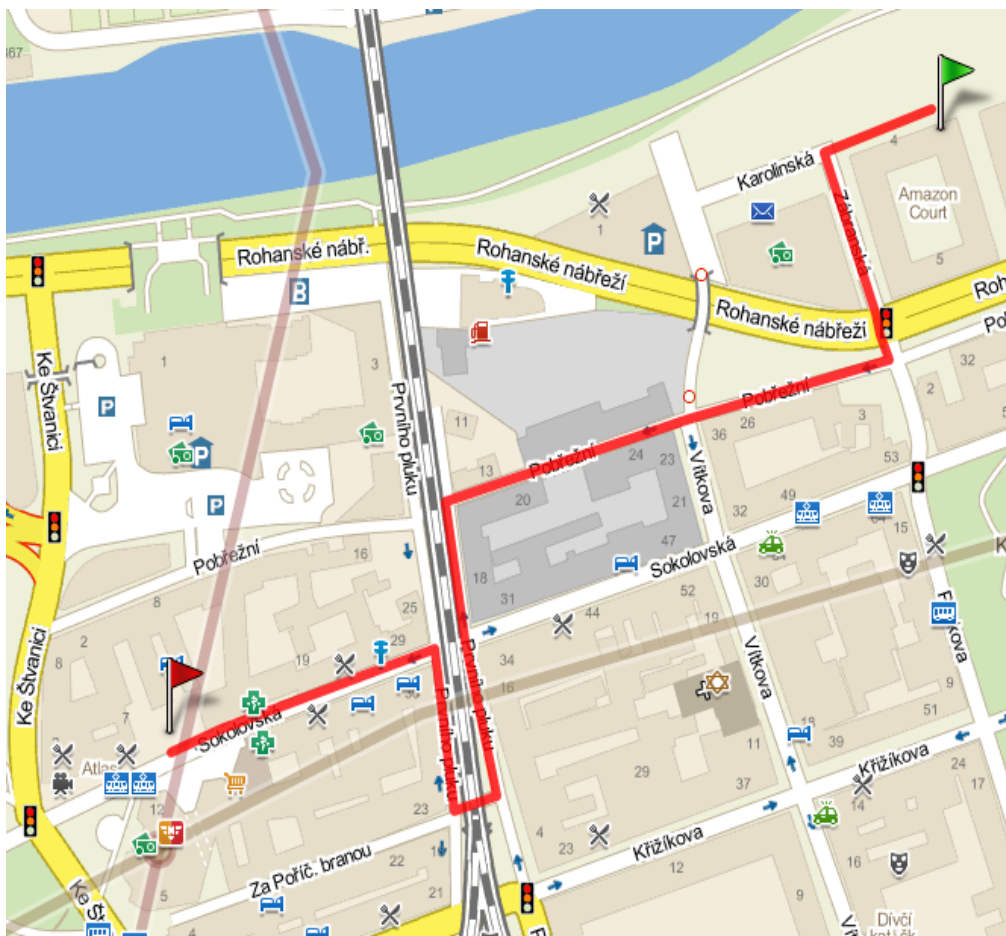 367
4
Karolinská
Amazon
Court
Zábranská
1
P
5
Rohanské nábř.
Rohanské nábřeží
B
Rohanské nábřeží
Pobřežní
Ke Štvanici
1
3
P
Prvního pluku
11
Pobřežní
32
2
3
26
36
P
13
Pobřežní
24
23
53
P
20
Vítkova
49
21
32
15
Pobřežní
16
47
Sokolovská
18
30
31
52
8
25
44
19
2
29
8
Ke Štvanici
19
34
Prvního pluku
16
Vítkova
9
7
Sokolovská
Prvního pluku
18
51
11
39
Křižíkova
Atlas
29
37
24
17
12
23
14
4
23
Křižíkova
Za Poříč. branou
22
12
16
5
21
9
Ke Št
Dívčí